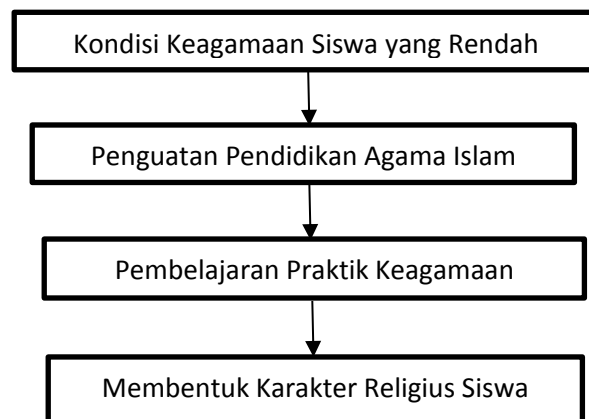 Kondisi Keagamaan Siswa yang Rendah
Penguatan Pendidikan Agama Islam
Pembelajaran Praktik Keagamaan
Membentuk Karakter Religius Siswa